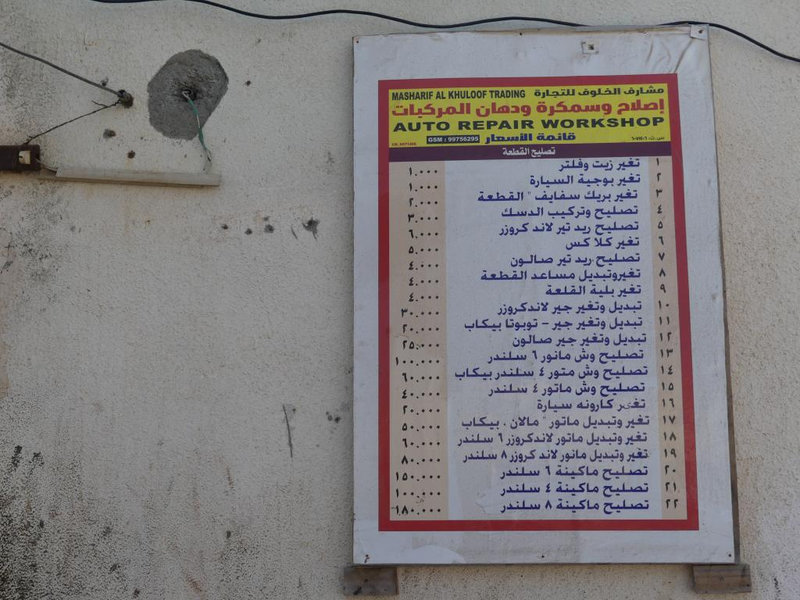 مشارف الخلوف للتجارة MASHARIF AL KHULOOF TRADING
إصلاح وسمكرة ودهان المركبات
AUTO REPAIR WORKSHOP
قائمة الأسعار GSM : 99756295
تصليح القطعة
١ تغير زيت وفلتر ١.٠٠٠
٢ تغير بوجية السيارة ١.٠٠٠
٣ تغير بريك سفايف " القطعة ٢.٠٠٠
٤ تصليح وتركيب الدسك ٣.٠٠٠
٥ تصليح ريد تير لاند كروزر ٦.٠٠٠
٦ تغير كلا كس ٥.٠٠٠
٧ تصليح ريد تير صالون ٤.٠٠٠
٨ تغيروتبديل مساعد القطعة ٤.٠٠٠
٩ تغير بلية القلعة ٤.٠٠٠
١٠ تبديل وتغير جير لاندكروزر ٣٠.٠٠٠
١١ تبديل وتغير جير - توبوتا بيكاب ٢٠.٠٠٠
١٢ تبديل وتغير جير صالون ٢٥.٠٠٠
١٣ تصليح وش مانور ٦ سلندر ١٠٠.٠٠٠
١٤ تصليح وش متور ٤ سلندر بيكاب ٦٠.٠٠٠
١٥ تصليح وش ماتور ٤ سلندر ٤٠.٠٠٠
١٦ تغير كارونه سيارة ٢٠.٠٠٠
١٧ تغير وتبديل ماتور " مالان ، بيكاب ٥٠.٠٠٠
١٨ تغير وتبديل ماتور لاندكروزر ٦ سلندر ٦٠.٠٠٠
١٩ تغير وتبديل مانور لاند كروزر ٨ سلندر ٨٠.٠٠٠
٢٠ تصليح ماكينة ٦ سلندر ١٥٠.٠٠٠
٢١ تصليح ماكينة ٤ سلندر ١٠٠.٠٠٠
٢٢ تصليح ماكينة ٨ سلندر ١٨٠.٠٠٠